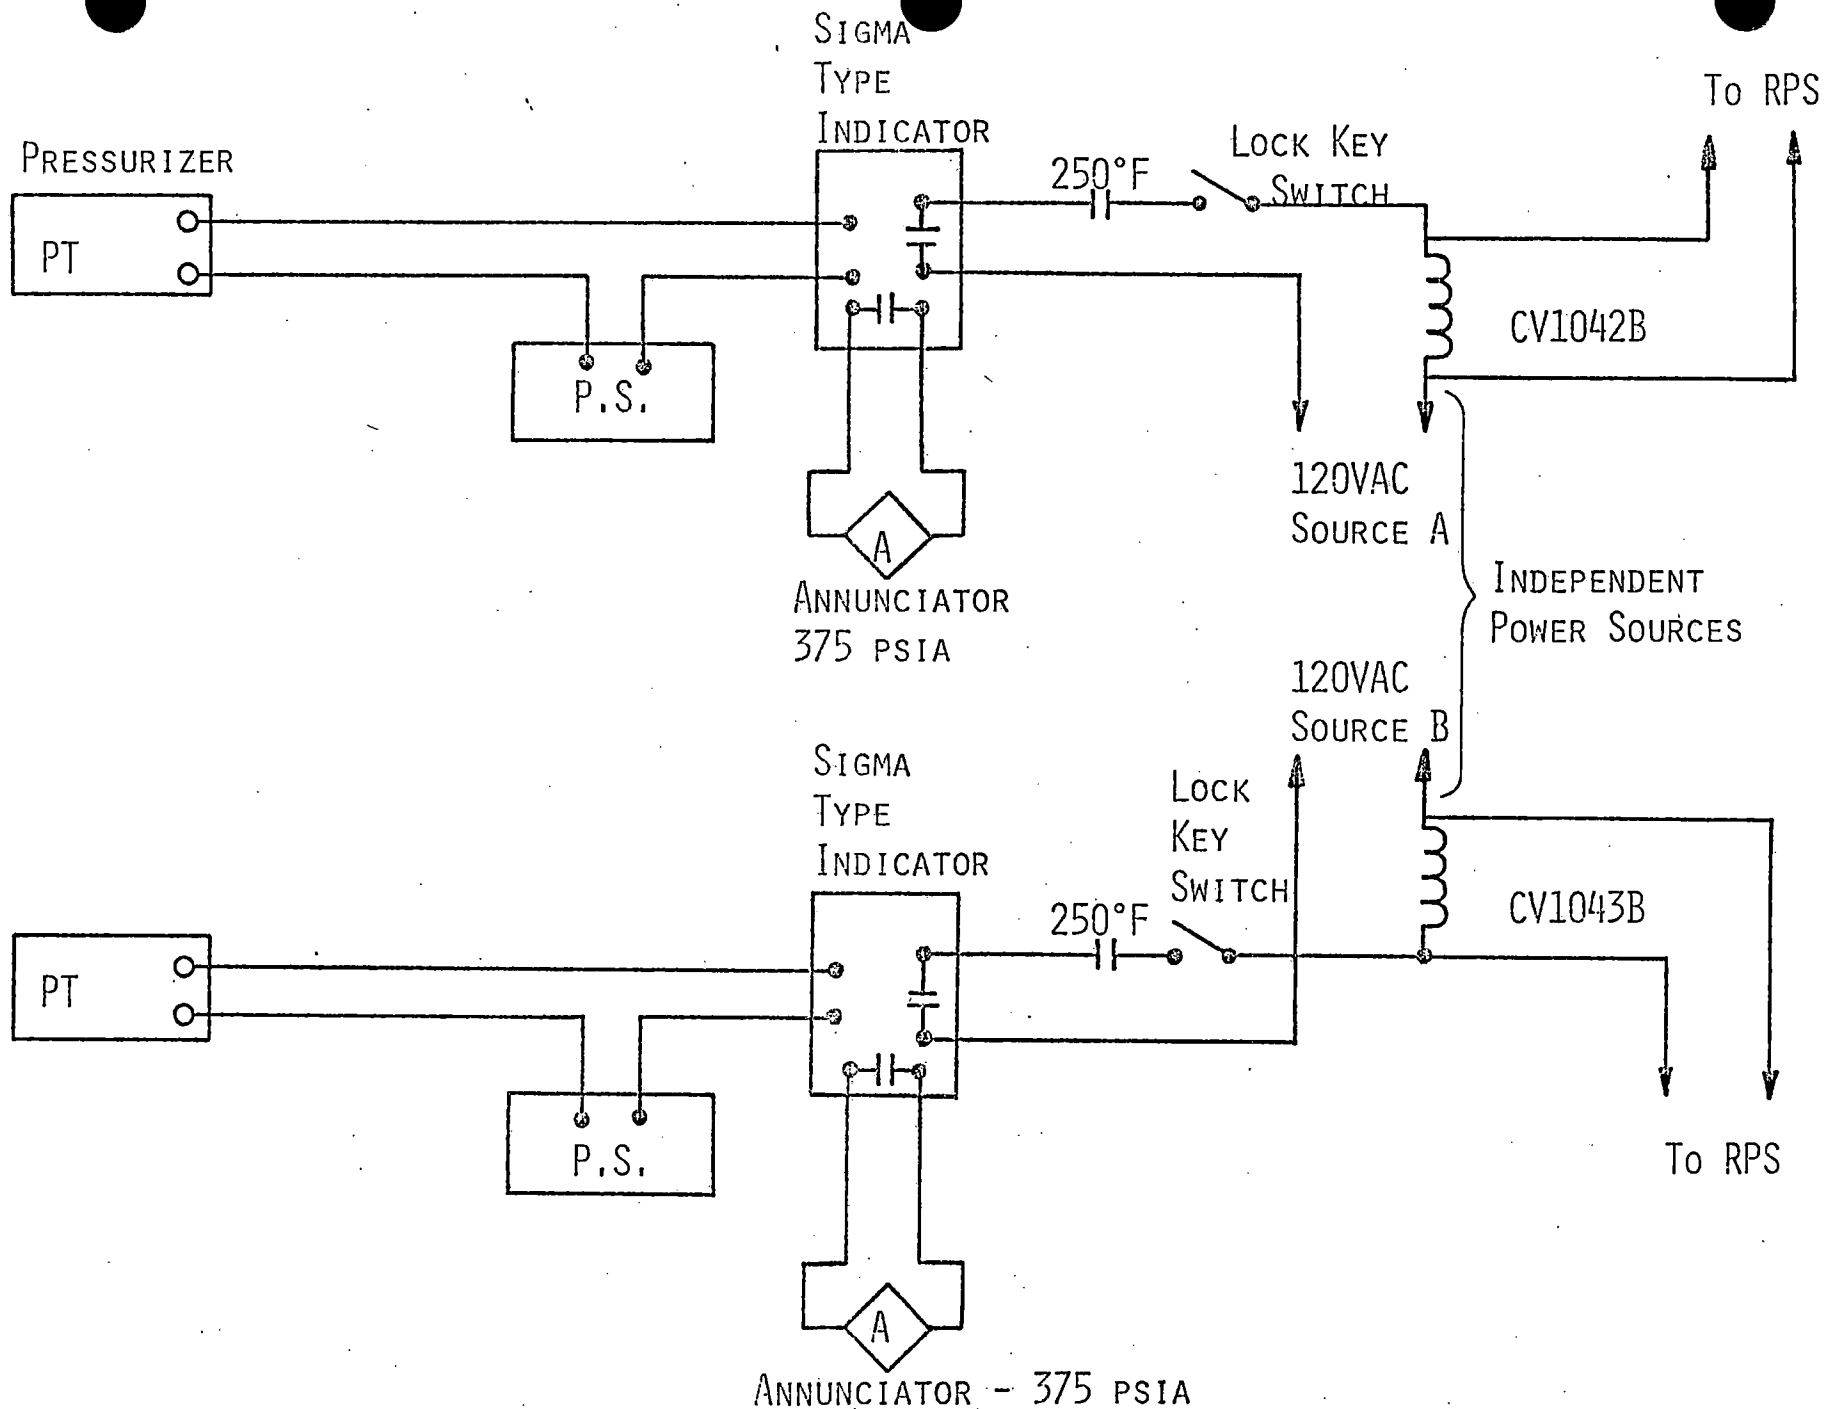 SIGMA
TYPE
INDICATOR
PRESSURIZER
PT
P.S.
250°F
LOCK KEY
SWITCH
TO RPS
CV1042B
A
ANNUNCIATOR
375 PSIA
120VAC
SOURCE A
INDEPENDENT
POWER SOURCES
120VAC
SOURCE B
SIGMA
TYPE
INDICATOR
PT
P.S.
250°F
LOCK
KEY
SWITCH
CV1043B
TO RPS
A
ANNUNCIATOR - 375 PSIA